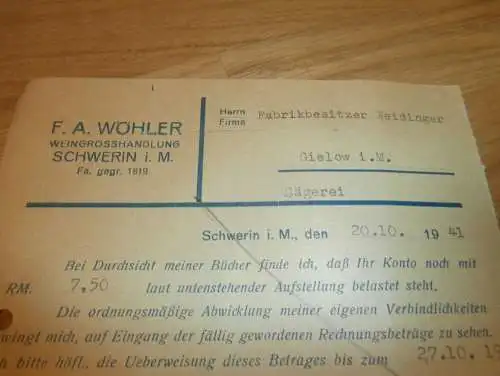 F. A. WÖHLER
WEINGROSSHANDLUNG
SCHWERIN i. M.
Fa. gegr. 1819.
Herrn
Firma
Fabrikbesitzer Weidinger
Gielow i.M.
Sägerei
Schwerin i. M., den 20.10. 1941
Bei Durchsicht meiner Bücher finde ich, daß Ihr Konto noch mit
RM. 7,50 laut untenstehender Aufstellung belastet steht.
Die ordnungsmäßige Abwicklung meiner eigenen Verbindlichkeiten
wingt mich, auf Eingang der fällig gewordenen Rechnungsbeträge zu sehen.
h bitte höfl., die Ueberweisung dieses Betrages bis zum 27.10. 19